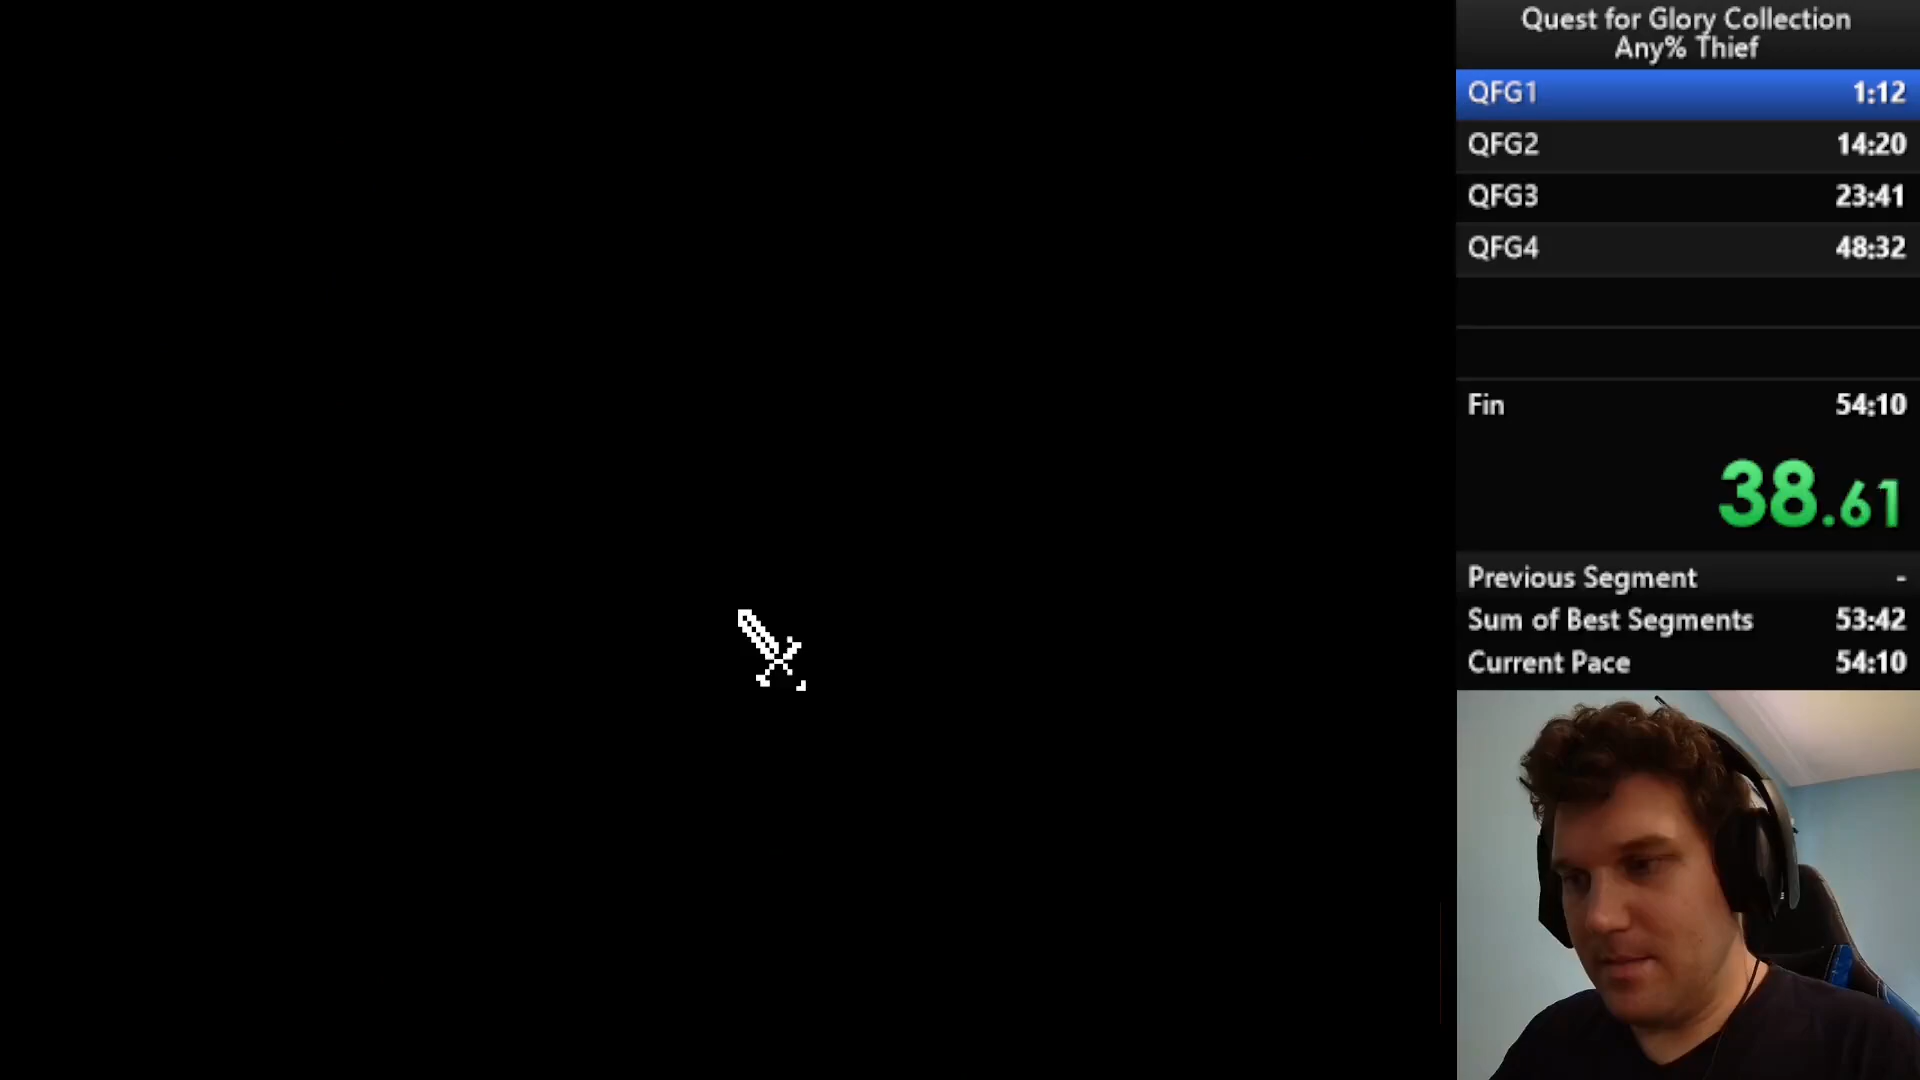 Quest for Glory Collection
Any% Thief
QFG1 1:12
QFG2 14:20
QFG3 23:41
QFG4 48:32
Fin 54:10
38.61
Previous Segment -
Sum of Best Segments 53:42
Current Pace 54:10